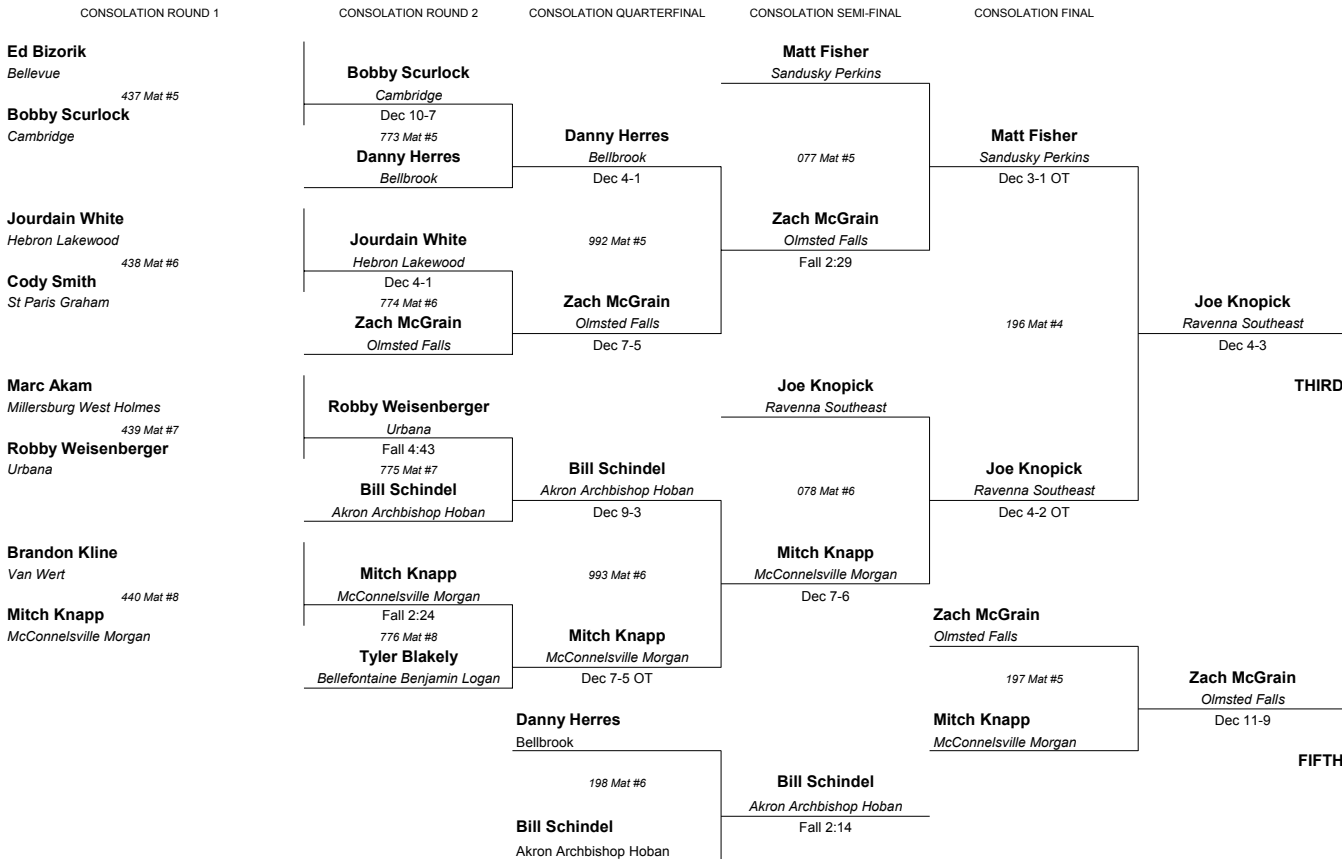 CONSOLATION ROUND 1
CONSOLATION ROUND 2
CONSOLATION QUARTERFINAL
CONSOLATION SEMI-FINAL
CONSOLATION FINAL
Ed Bizorik
Bellevue
437 Mat #5
Bobby Scurlock
Cambridge
Jourdain White
Hebron Lakewood
438 Mat #6
Cody Smith
St Paris Graham
Marc Akam
Millersburg West Holmes
439 Mat #7
Robby Weisenberger
Urbana
Brandon Kline
Van Wert
440 Mat #8
Mitch Knapp
McConnelsville Morgan
Bobby Scurlock
Cambridge
Dec 10-7
773 Mat #5
Danny Herres
Bellbrook
Jourdain White
Hebron Lakewood
Dec 4-1
774 Mat #6
Zach McGrain
Olmsted Falls
Robby Weisenberger
Urbana
Fall 4:43
775 Mat #7
Bill Schindel
Akron Archbishop Hoban
Mitch Knapp
McConnelsville Morgan
Fall 2:24
776 Mat #8
Tyler Blakely
Bellefontaine Benjamin Logan
Danny Herres
Bellbrook
Dec 4-1
992 Mat #5
Zach McGrain
Olmsted Falls
Dec 7-5
Bill Schindel
Akron Archbishop Hoban
Dec 9-3
993 Mat #6
Mitch Knapp
McConnelsville Morgan
Dec 7-5 OT
Danny Herres
Bellbrook
198 Mat #6
Bill Schindel
Akron Archbishop Hoban
Matt Fisher
Sandusky Perkins
077 Mat #5
Zach McGrain
Olmsted Falls
Fall 2:29
Joe Knopick
Ravenna Southeast
078 Mat #6
Mitch Knapp
McConnelsville Morgan
Dec 7-6
Bill Schindel
Akron Archbishop Hoban
Fall 2:14
Matt Fisher
Sandusky Perkins
Dec 3-1 OT
196 Mat #4
Joe Knopick
Ravenna Southeast
Dec 4-2 OT
Zach McGrain
Olmsted Falls
197 Mat #5
Mitch Knapp
McConnelsville Morgan
Joe Knopick
Ravenna Southeast
Dec 4-3
THIRD
Zach McGrain
Olmsted Falls
Dec 11-9
FIFTH